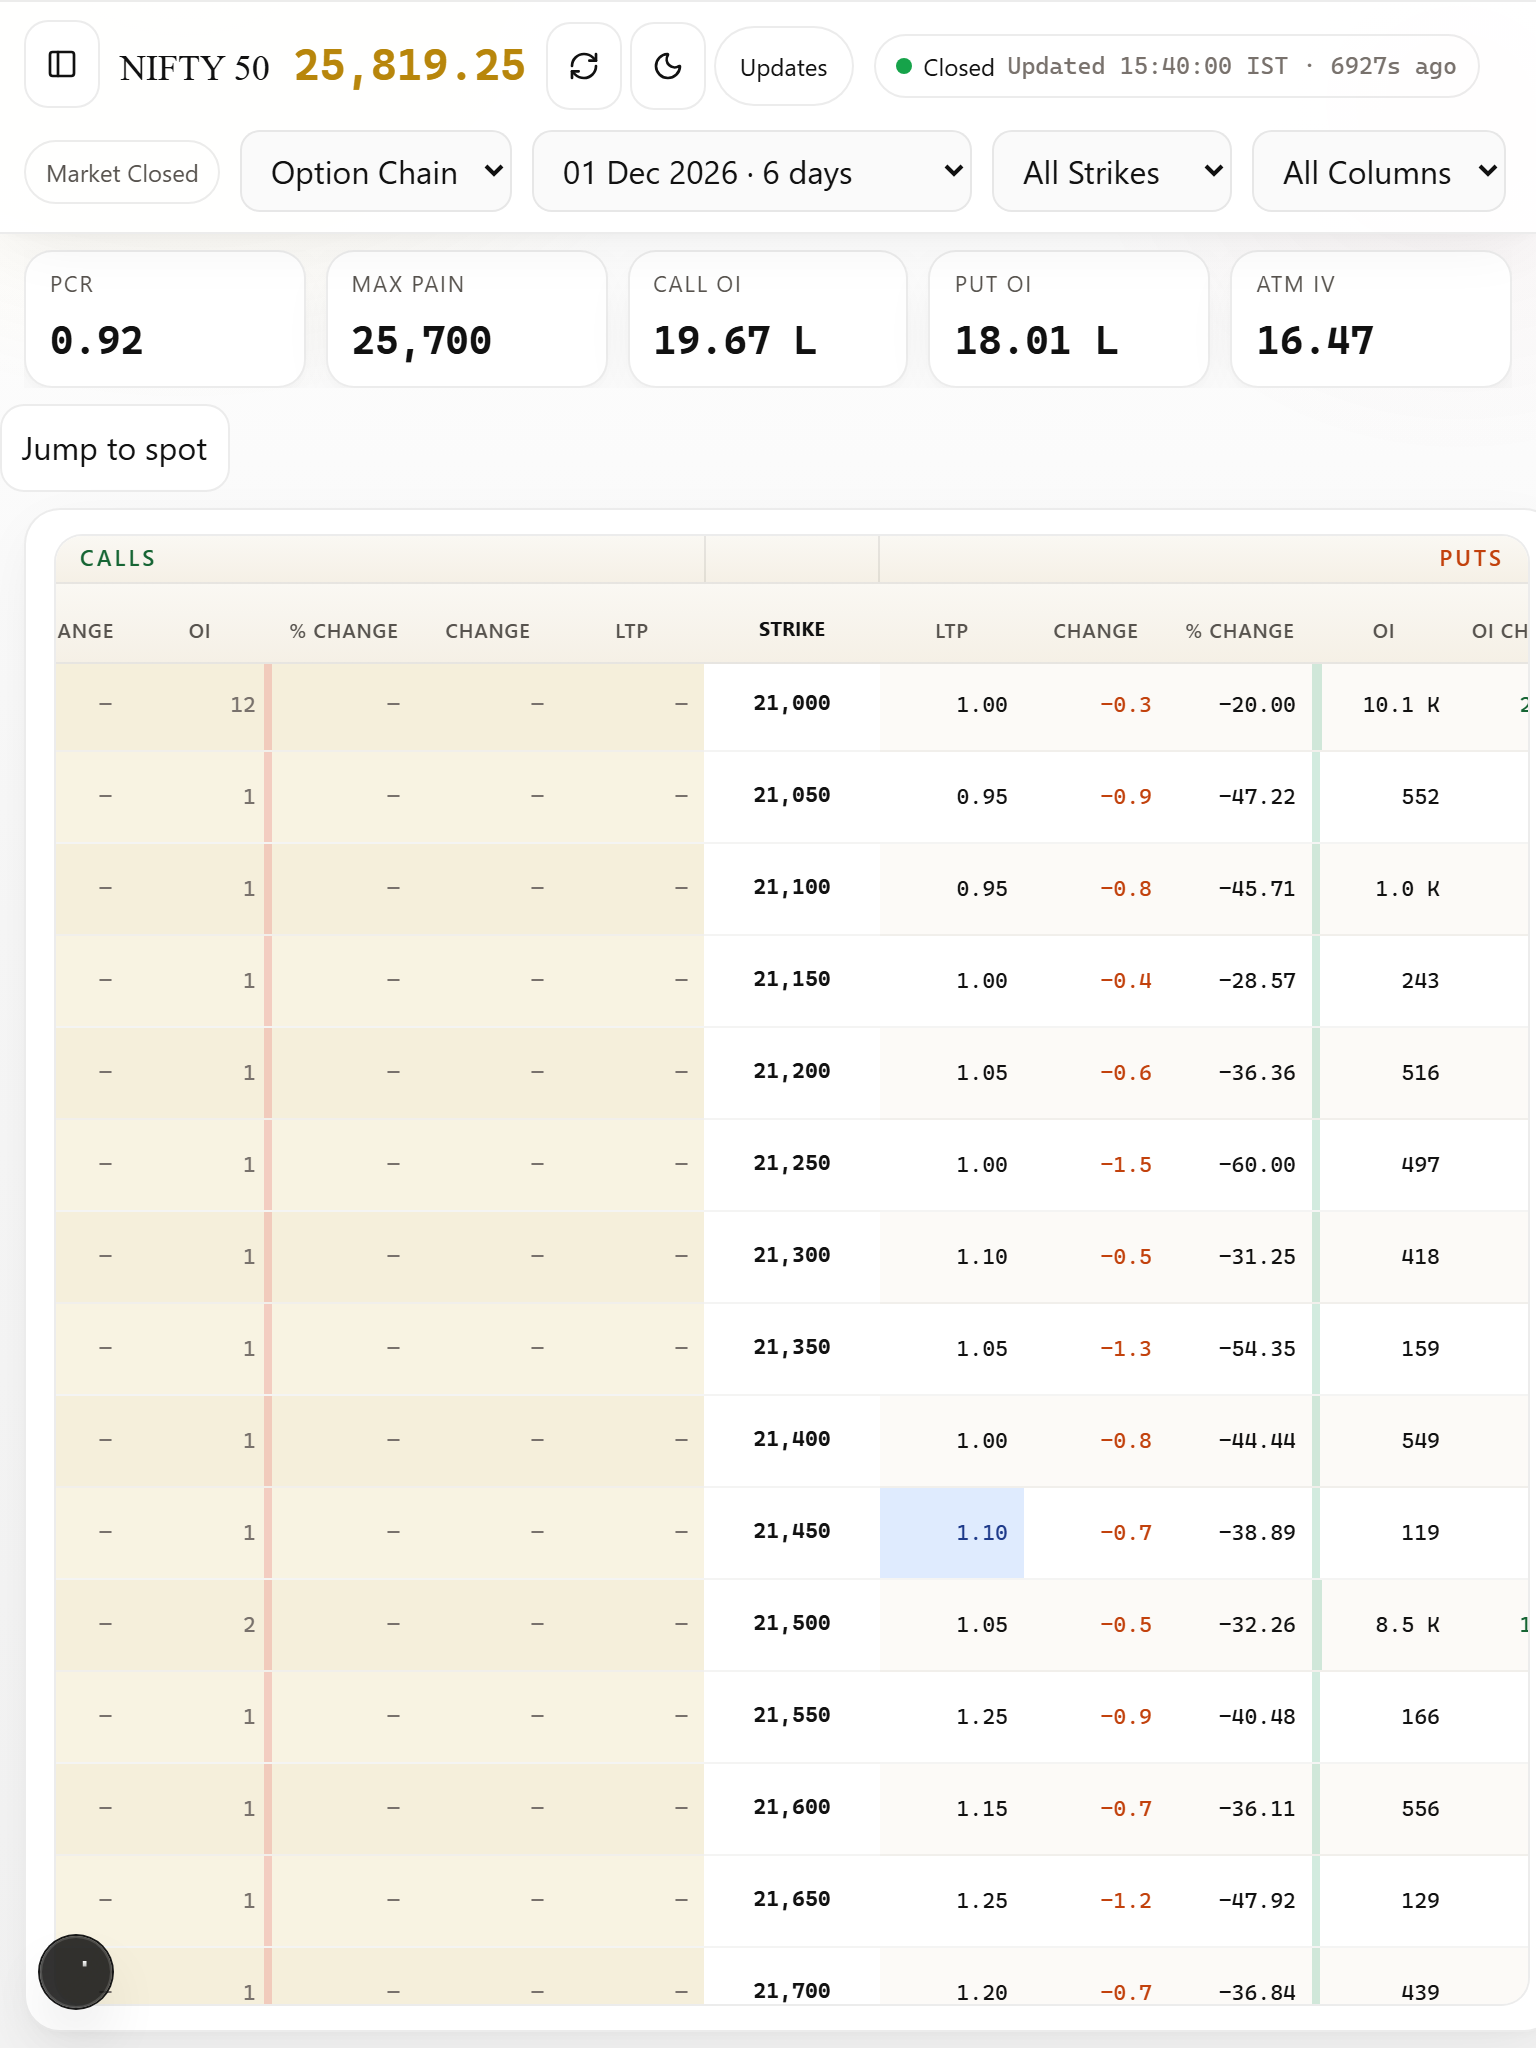 NIFTY 50 25,819.25 Updates Closed Updated 15:40:00 IST · 6927s ago
Market Closed Option Chain 01 Dec 2026 · 6 days All Strikes All Columns
PCR MAX PAIN CALL OI PUT OI ATM IV
0.92 25,700 19.67 L 18.01 L 16.47
Jump to spot
CALLS PUTS
ANGE OI % CHANGE CHANGE LTP STRIKE LTP CHANGE % CHANGE OI OI CH
– 12 – – – 21,000 1.00 −0.3 −20.00 10.1 K 2
– 1 – – – 21,050 0.95 −0.9 −47.22 552
– 1 – – – 21,100 0.95 −0.8 −45.71 1.0 K
– 1 – – – 21,150 1.00 −0.4 −28.57 243
– 1 – – – 21,200 1.05 −0.6 −36.36 516
– 1 – – – 21,250 1.00 −1.5 −60.00 497
– 1 – – – 21,300 1.10 −0.5 −31.25 418
– 1 – – – 21,350 1.05 −1.3 −54.35 159
– 1 – – – 21,400 1.00 −0.8 −44.44 549
– 1 – – – 21,450 1.10 −0.7 −38.89 119
– 2 – – – 21,500 1.05 −0.5 −32.26 8.5 K 1
– 1 – – – 21,550 1.25 −0.9 −40.48 166
– 1 – – – 21,600 1.15 −0.7 −36.11 556
– 1 – – – 21,650 1.25 −1.2 −47.92 129
– 1 – – – 21,700 1.20 −0.7 −36.84 439